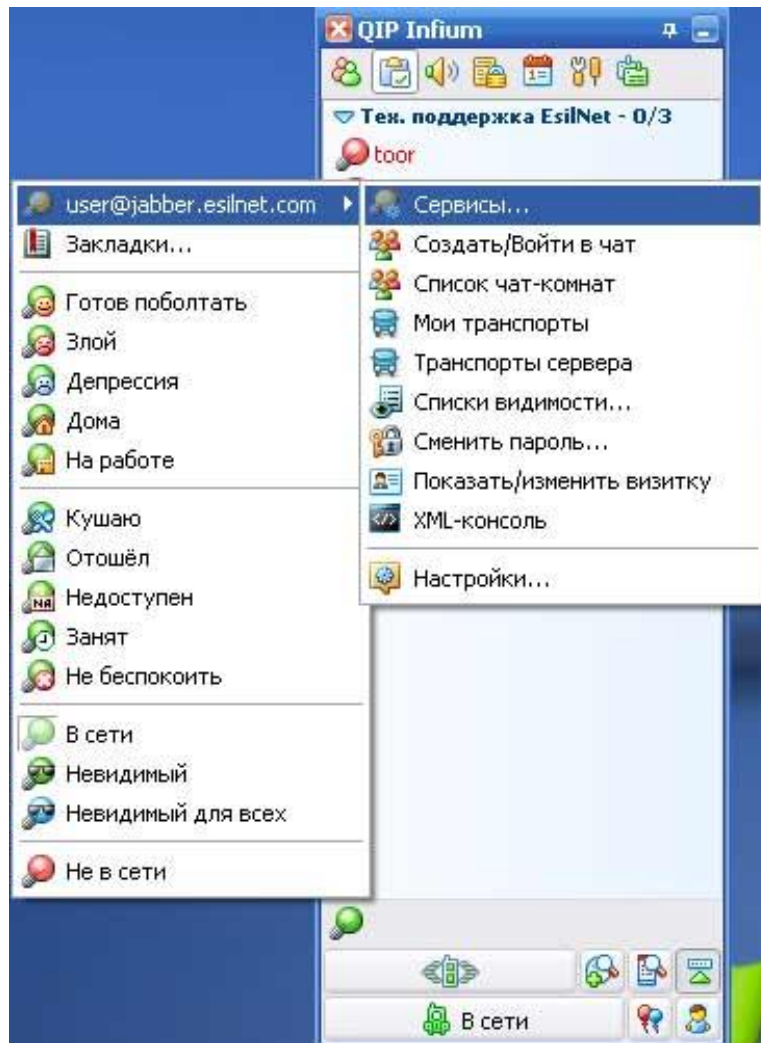 QIP Infium
Тех. поддержка EsilNet - 0/3
toor
user@jabber.esilnet.com
Закладки...
Готов поболтать
Злой
Депрессия
Дома
На работе
Кушаю
Отошёл
Недоступен
NA
Занят
Не беспокоить
В сети
Невидимый
Невидимый для всех
Не в сети
Сервисы...
Создать/Войти в чат
Список чат-комнат
Мои транспорты
Транспорты сервера
Списки видимости...
Сменить пароль...
Показать/изменить визитку
XML-консоль
Настройки...
В сети